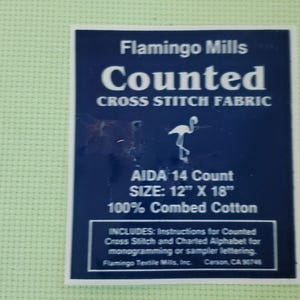 Flamingo Mills
Counted
CROSS STITCH FABRIC
AIDA 14 Count
SIZE: 12" X 18"
100% Combed Cotton
INCLUDES: Instructions for Counted
Cross Stitch and Charted Alphabet for
monogramming or sampler lettering.
Flamingo Textile Mills, Inc. Carson, CA 90746